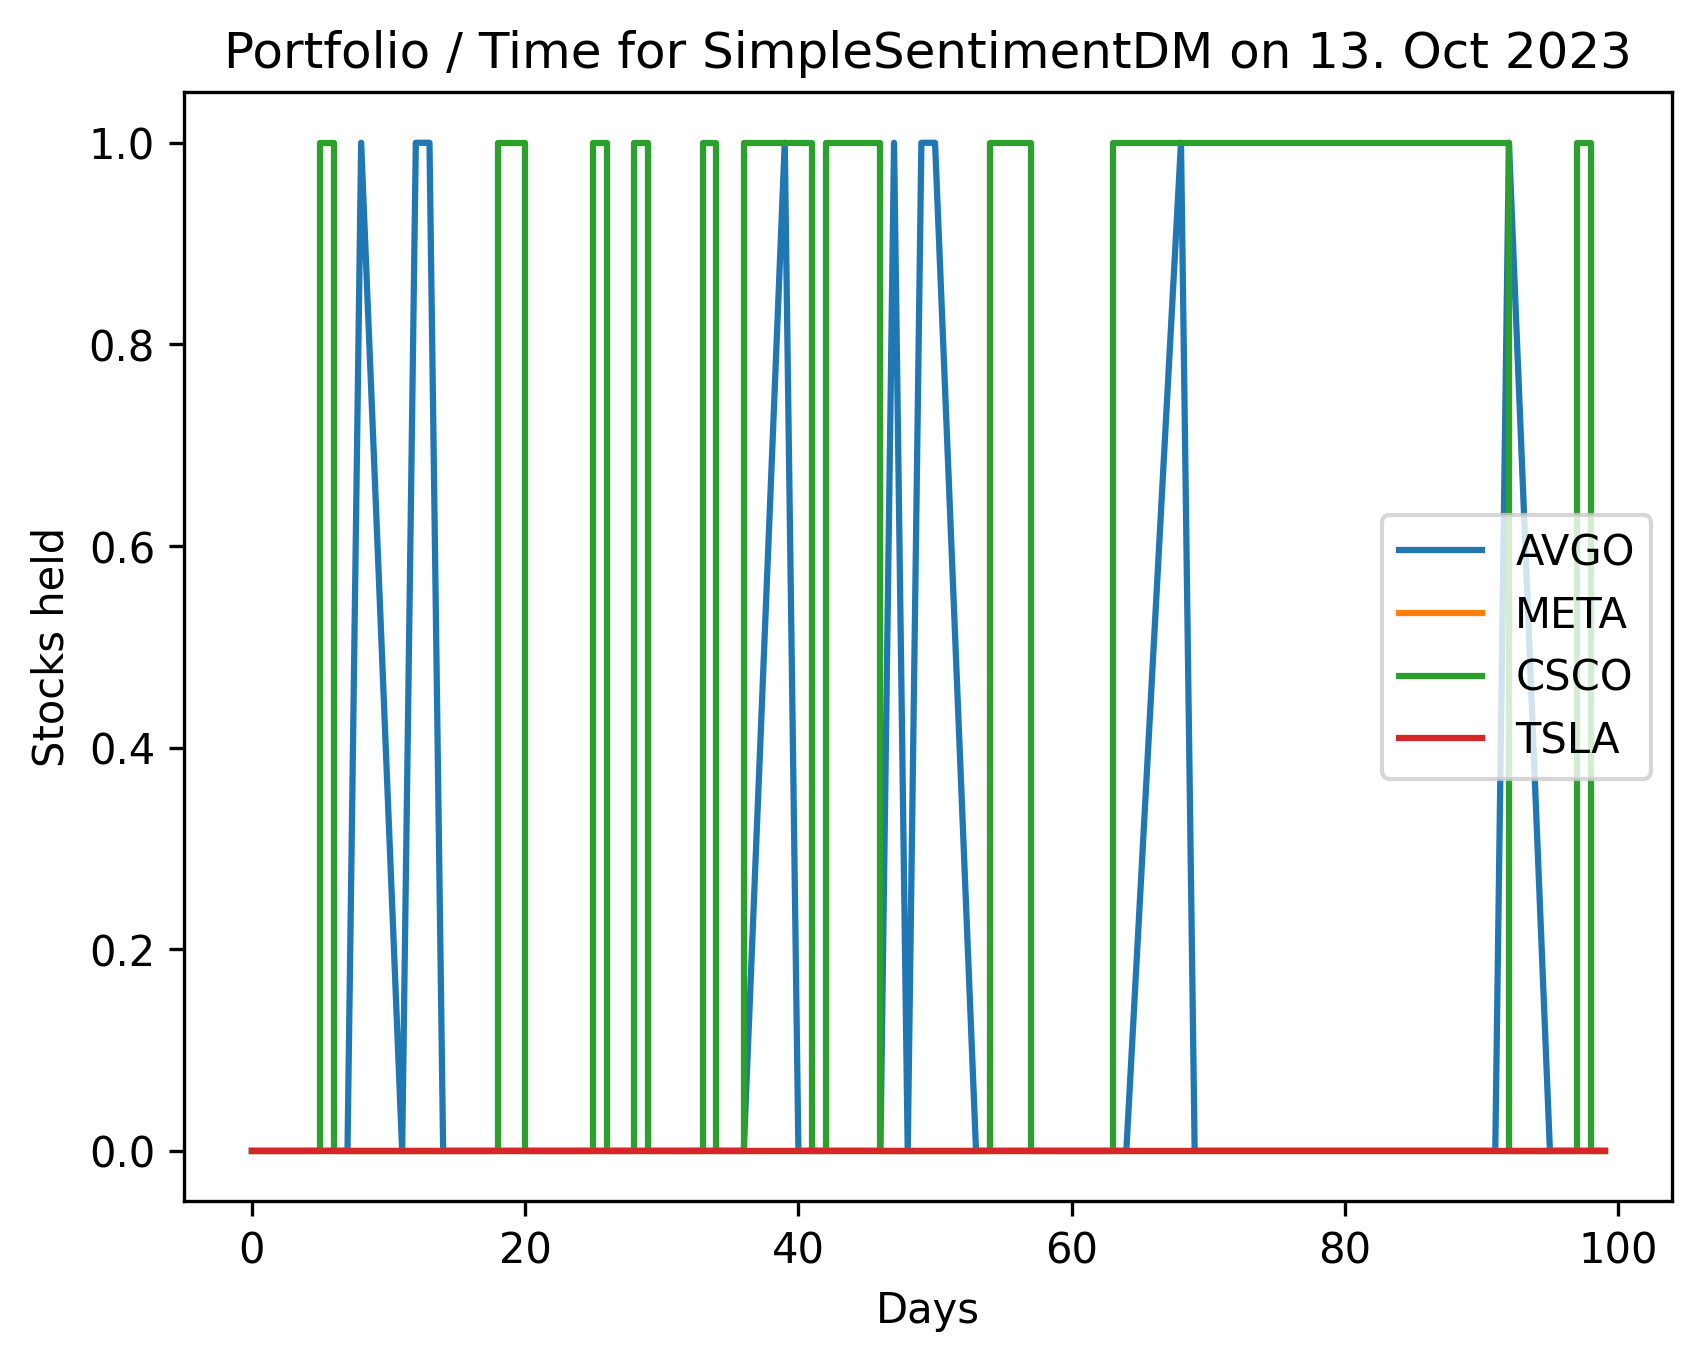 Portfolio / Time for SimpleSentimentDM on 13. Oct 2023
Stocks held
1.0
0.8
0.6
0.4
0.2
0.0
AVGO
META
CSCO
TSLA
0 20 40 60 80 100
Days